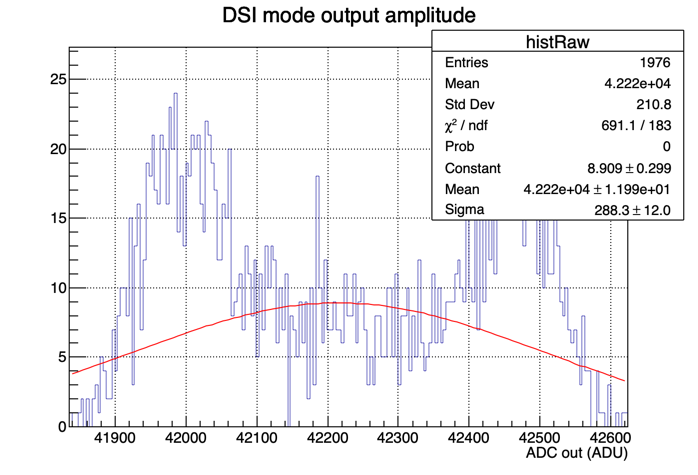 DSI mode output amplitude
histRaw
Entries 1976
Mean 4.222e+04
Std Dev 210.8
χ² / ndf 691.1 / 183
Prob 0
Constant 8.909 ± 0.299
Mean 4.222e+04 ± 1.199e+01
Sigma 288.3 ± 12.0
25
20
15
10
5
0
41900 42000 42100 42200 42300 42400 42500 42600
ADC out (ADU)